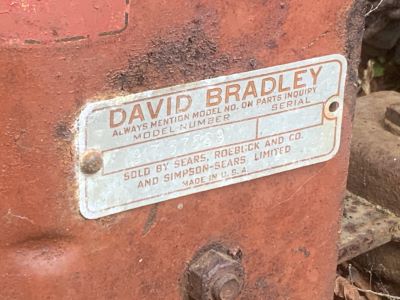 DAVID BRADLEY
ALWAYS MENTION MODEL NO. ON PARTS INQUIRY
MODEL NUMBER SERIAL
SOLD BY SEARS, ROEBUCK AND CO.
AND SIMPSON-SEARS, LIMITED
MADE IN U.S.A.